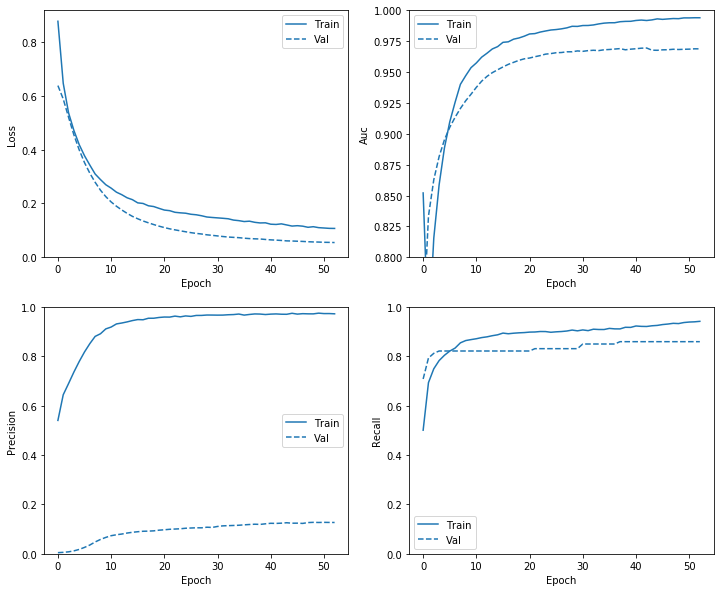 Loss
0.8
0.6
0.4
0.2
0.0
0 10 20 30 40 50
Epoch
Train
Val
Auc
1.000
0.975
0.950
0.925
0.900
0.875
0.850
0.825
0.800
0 10 20 30 40 50
Epoch
Train
Val
Precision
1.0
0.8
0.6
0.4
0.2
0.0
0 10 20 30 40 50
Epoch
Train
Val
Recall
1.0
0.8
0.6
0.4
0.2
0.0
0 10 20 30 40 50
Epoch
Train
Val